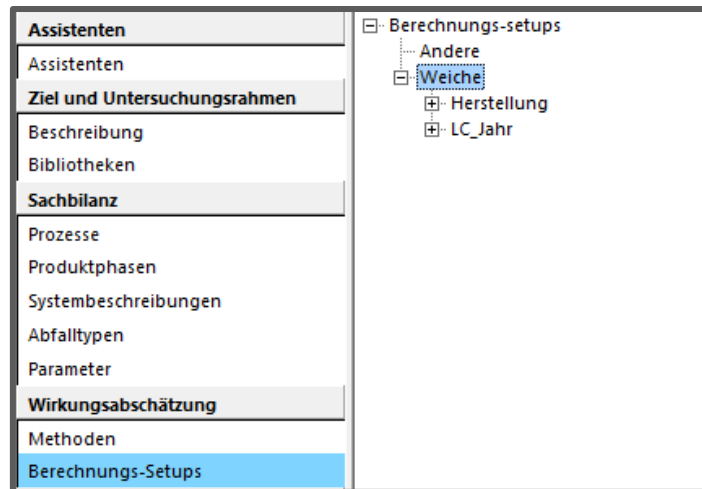 Assistenten
Assistenten
Ziel und Untersuchungsrahmen
Beschreibung
Bibliotheken
Sachbilanz
Prozesse
Produktphasen
Systembeschreibungen
Abfalltypen
Parameter
Wirkungsabschätzung
Methoden
Berechnungs-Setups
Berechnungs-setups
Andere
Weiche
Herstellung
LC_Jahr